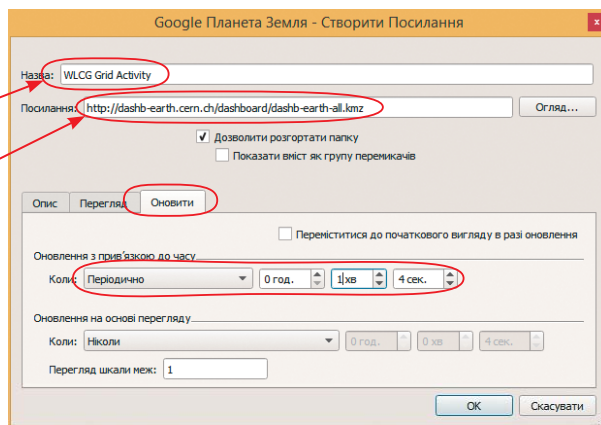 Google Планета Земля - Створити Посилання
x
Назва: WLCG Grid Activity
Посилання: http://dashb-earth.cern.ch/dashboard/dashb-earth-all.kmz Огляд...
Дозволити розгортати папку
Показати вміст як групу перемикачів
Опис Перегляд Оновити
Переміститися до початкового вигляду в разі оновлення
Оновлення з прив'язкою до часу
Коли: Періодично 0 год. 1 хв 4 сек.
Оновлення на основі перегляду
Коли: Ніколи 0 год. 0 хв 4 сек.
Перегляд шкали меж: 1
OK Скасувати